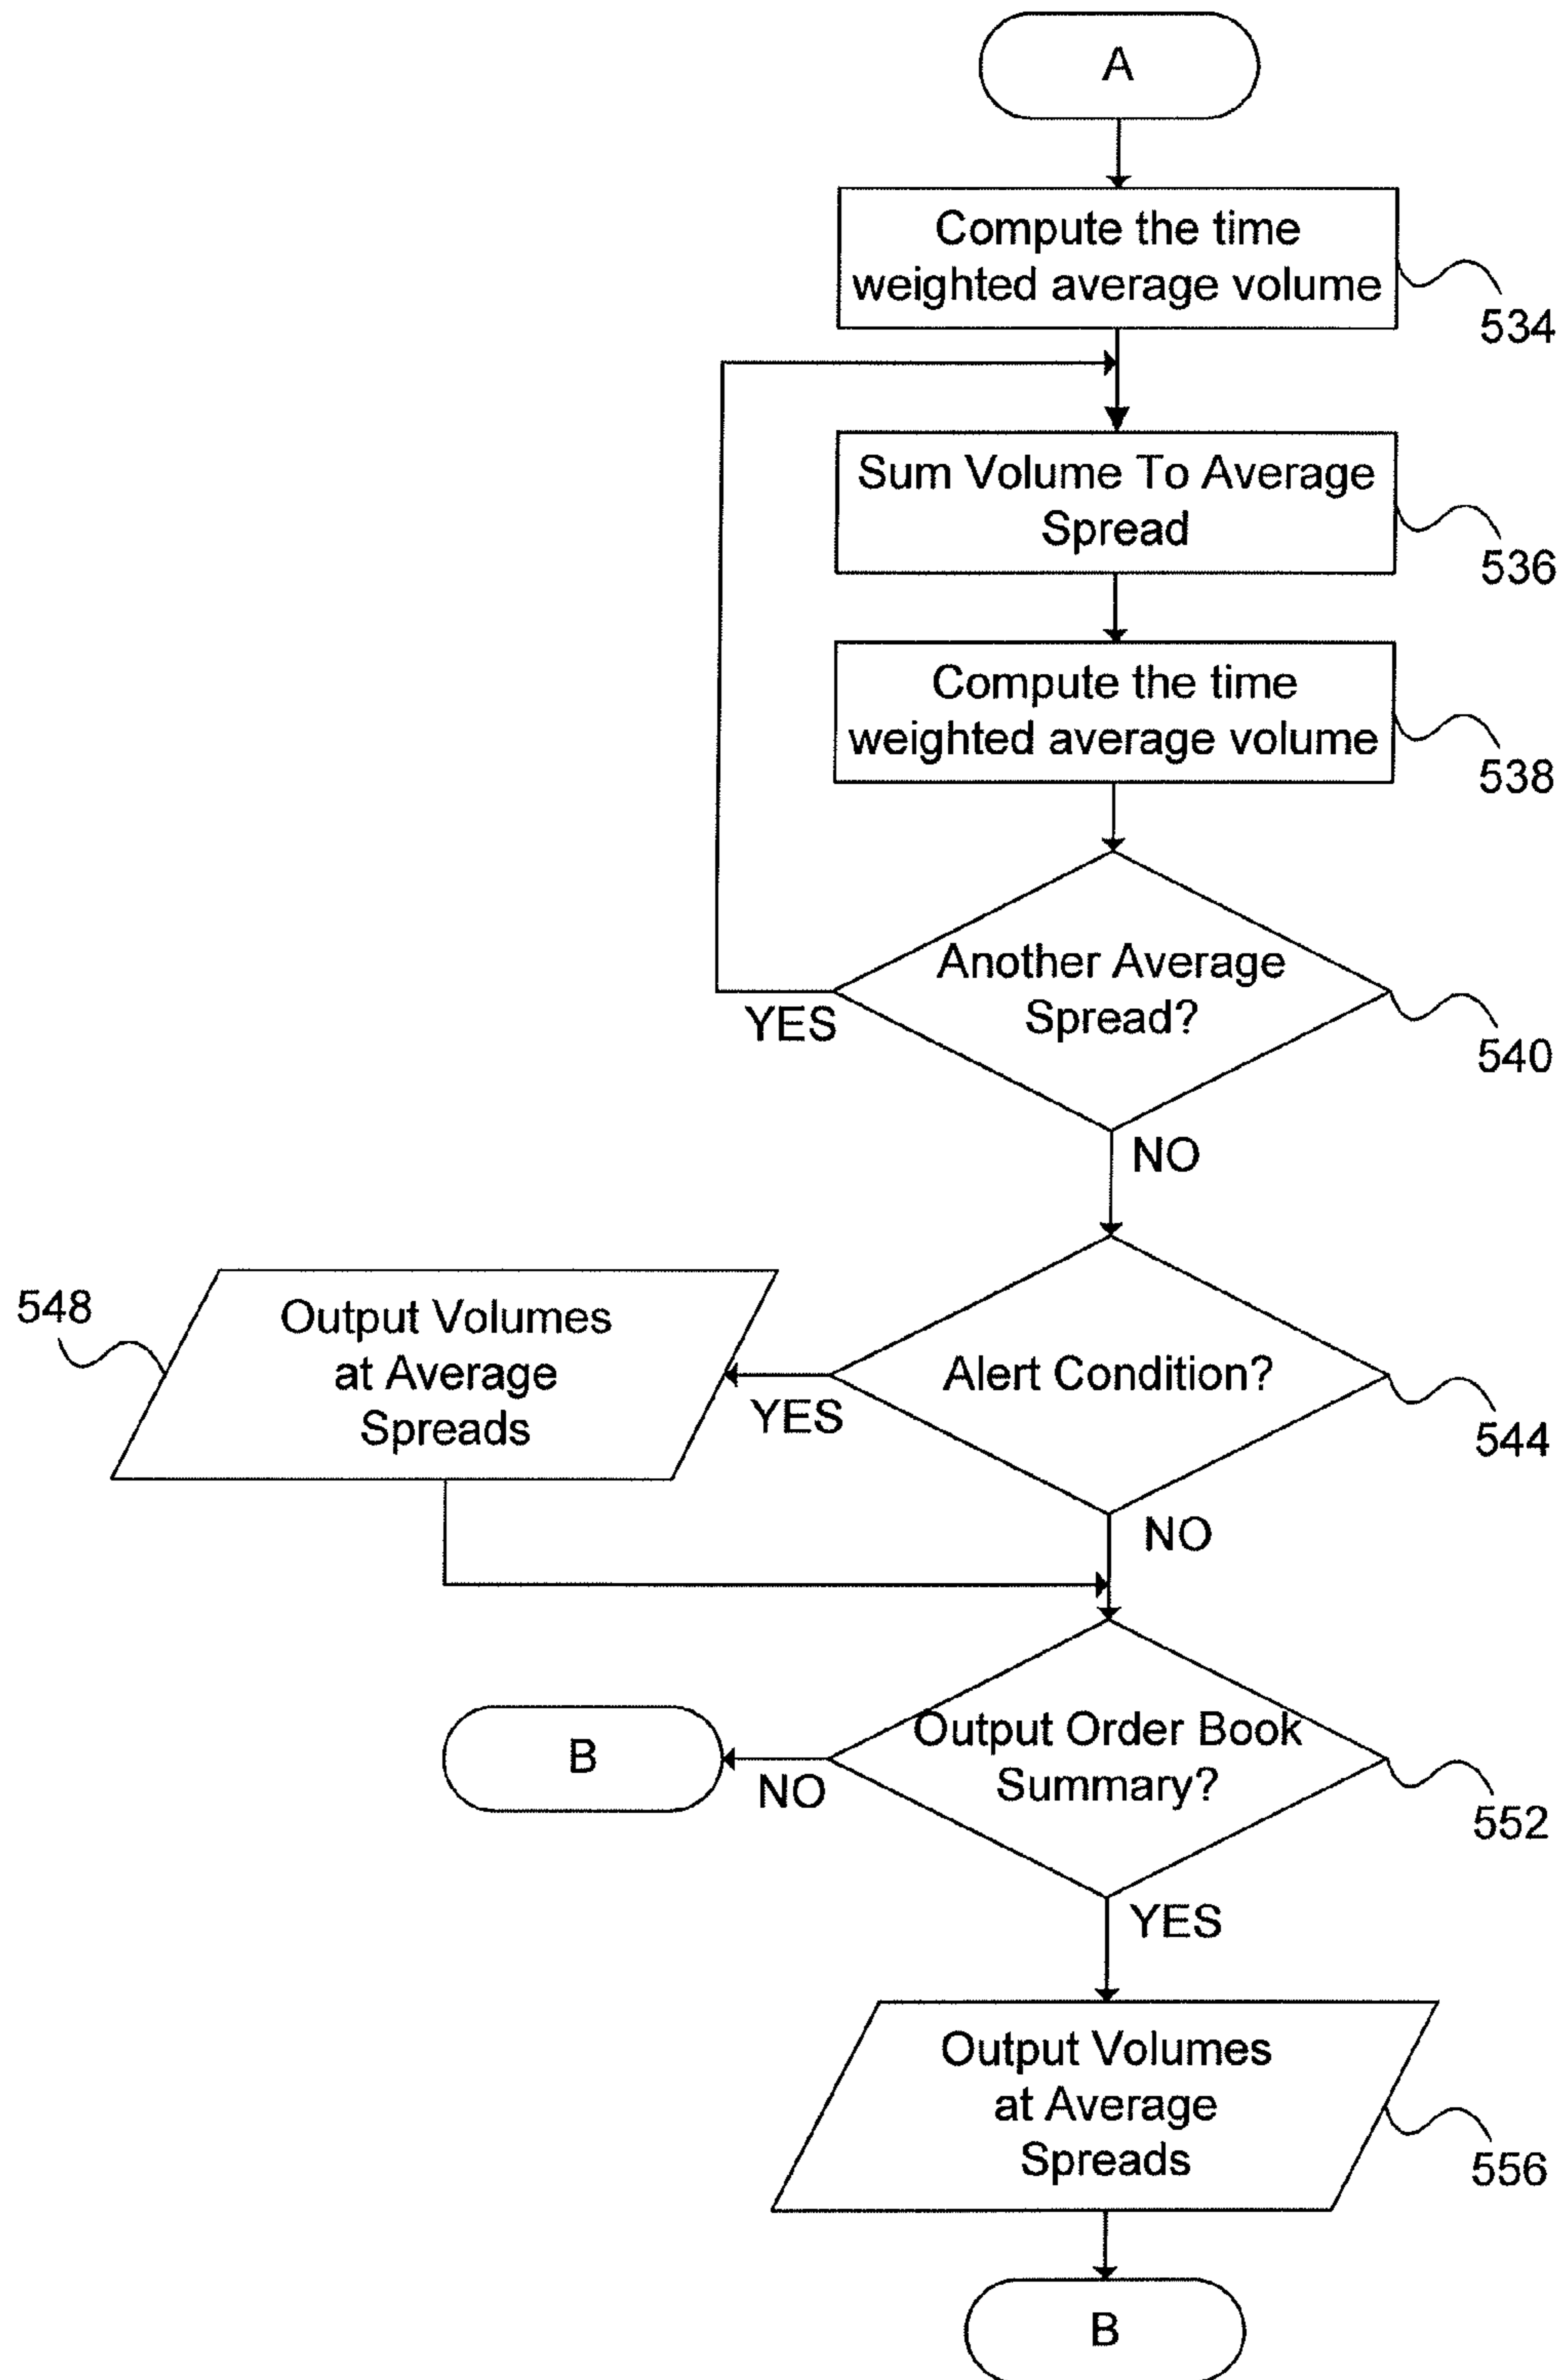 A
Compute the time
weighted average volume
534
Sum Volume To Average
Spread
536
Compute the time
weighted average volume
538
Another Average
Spread?
YES
540
NO
548
Output Volumes
at Average
Spreads
Alert Condition?
YES
544
NO
B
Output Order Book
Summary?
NO
552
YES
Output Volumes
at Average
Spreads
556
B